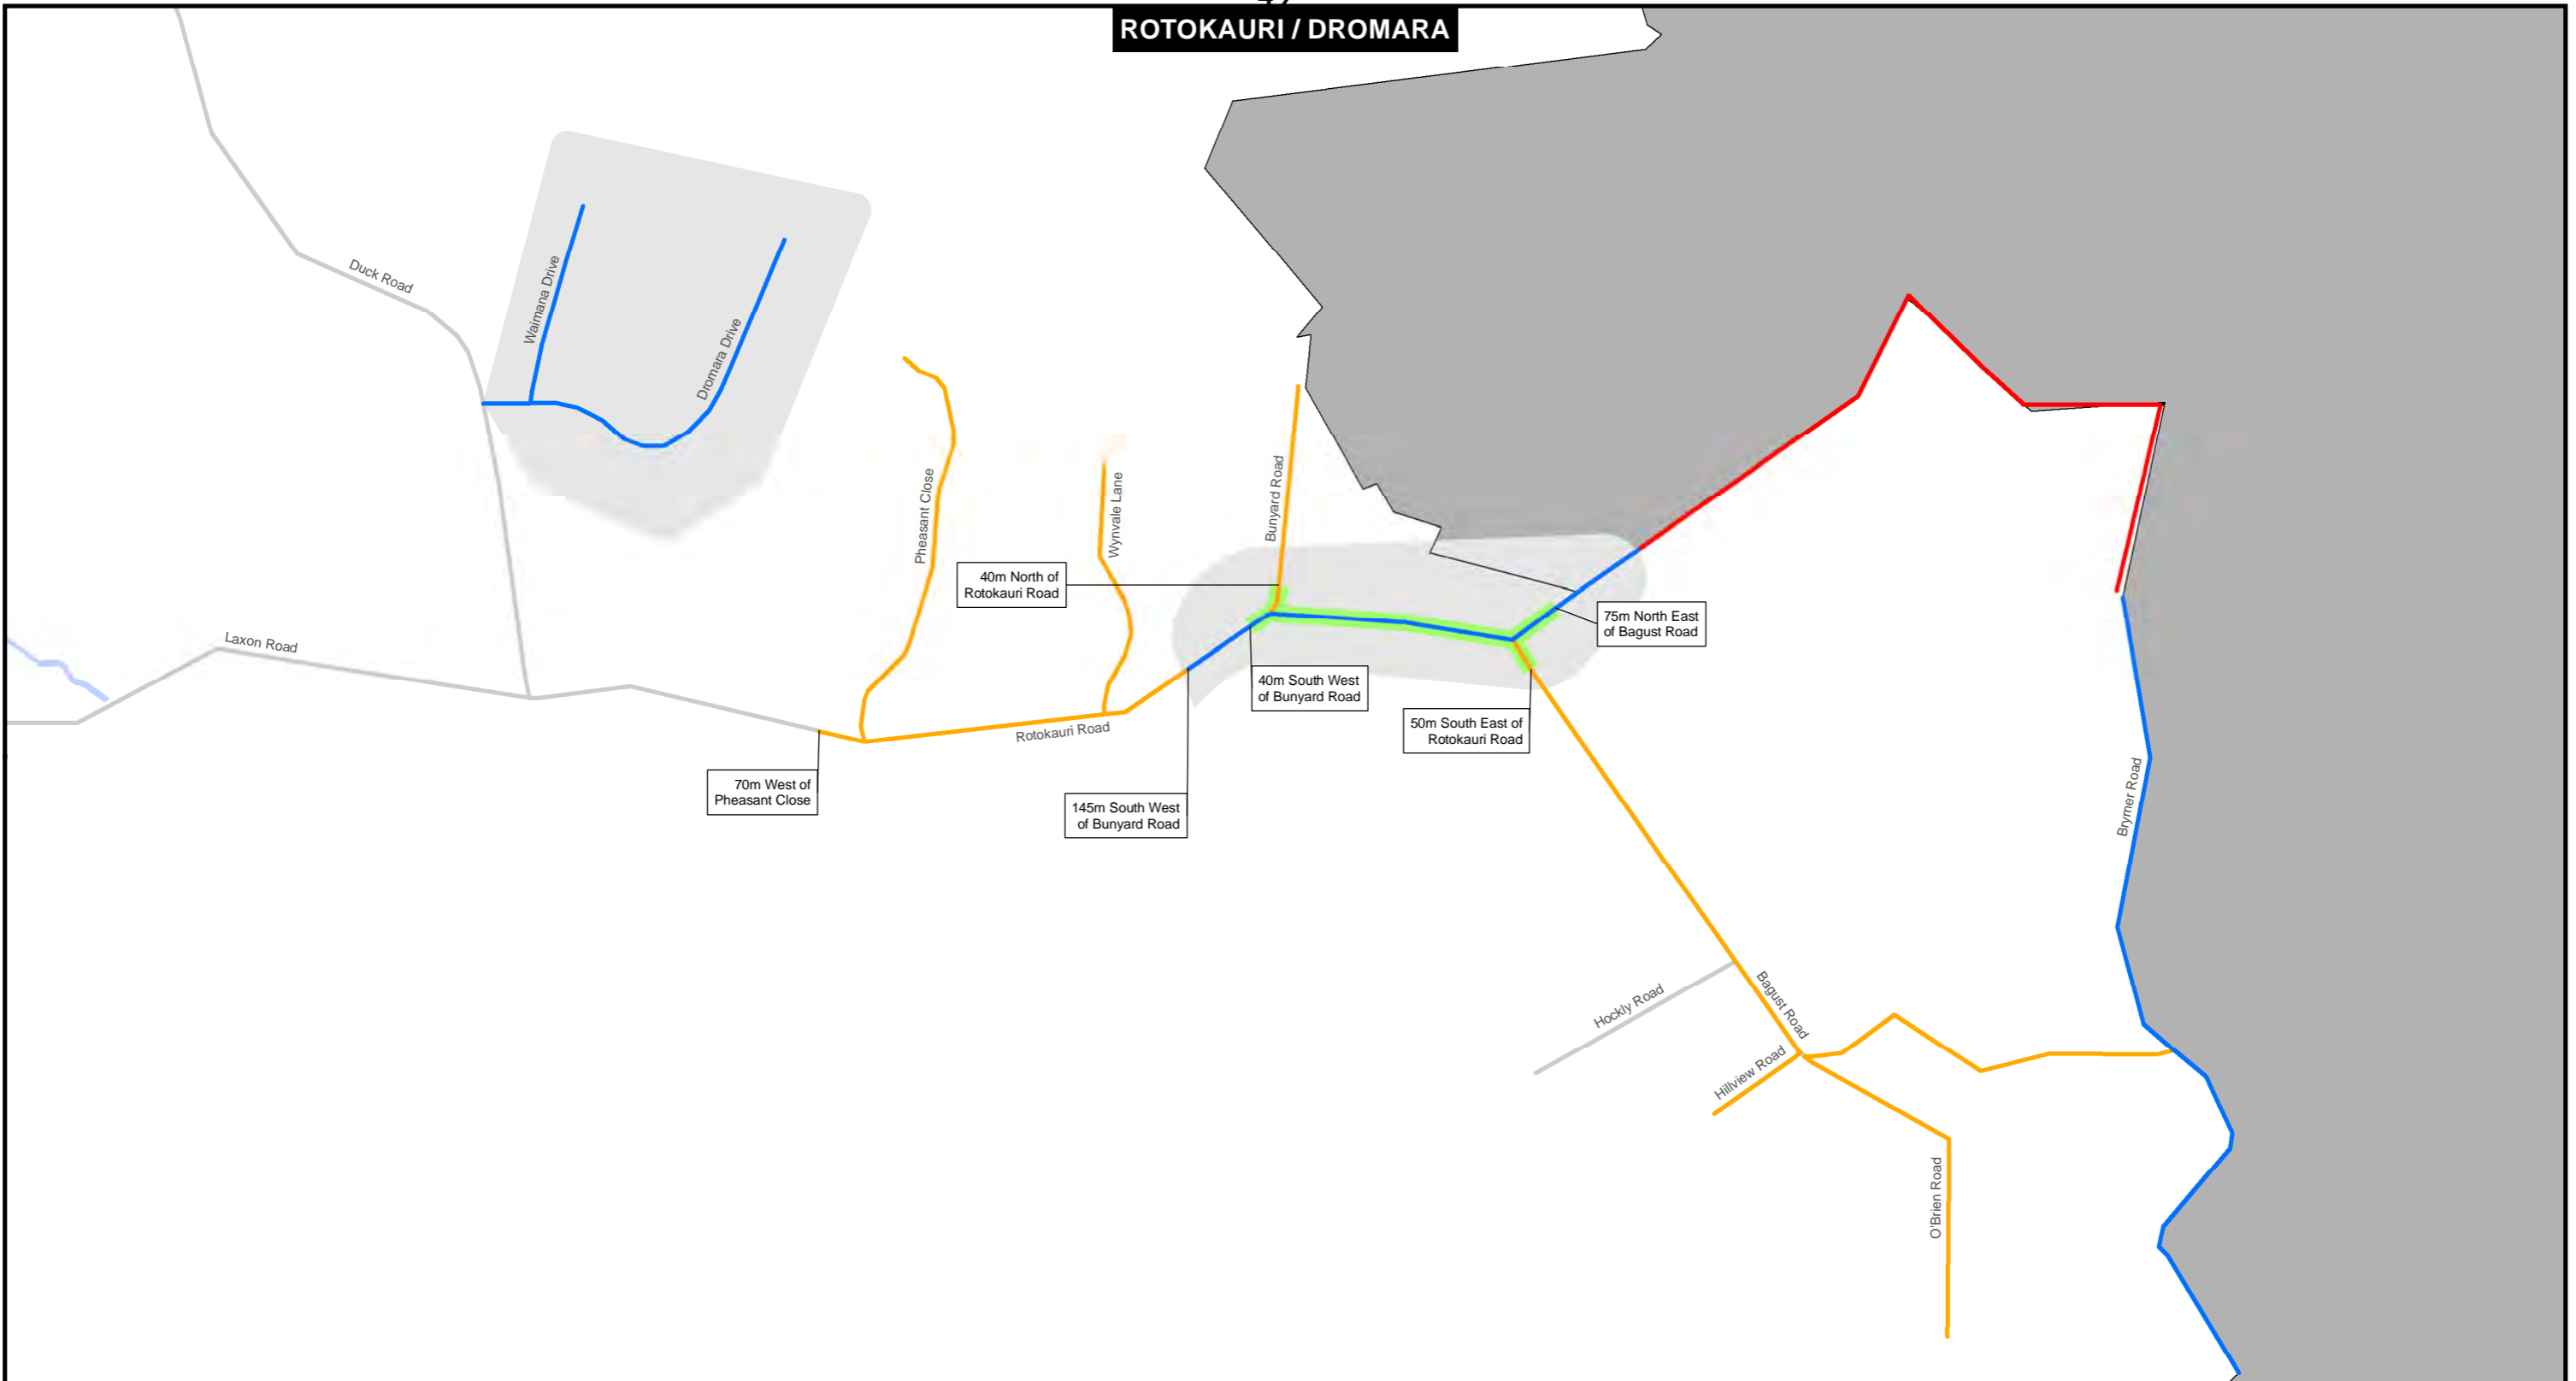 ROTOKAURI / DROMARA
Duck Road
Waimana Drive
Dromara Drive
Pheasant Close
Wynvale Lane
Bunyard Road
40m North of
Rotokauri Road
75m North East
of Bagust Road
Laxon Road
40m South West
of Bunyard Road
50m South East of
Rotokauri Road
Rotokauri Road
70m West of
Pheasant Close
145m South West
of Bunyard Road
Brymer Road
Hockly Road
Bagust Road
Hillview Road
O'Brien Road